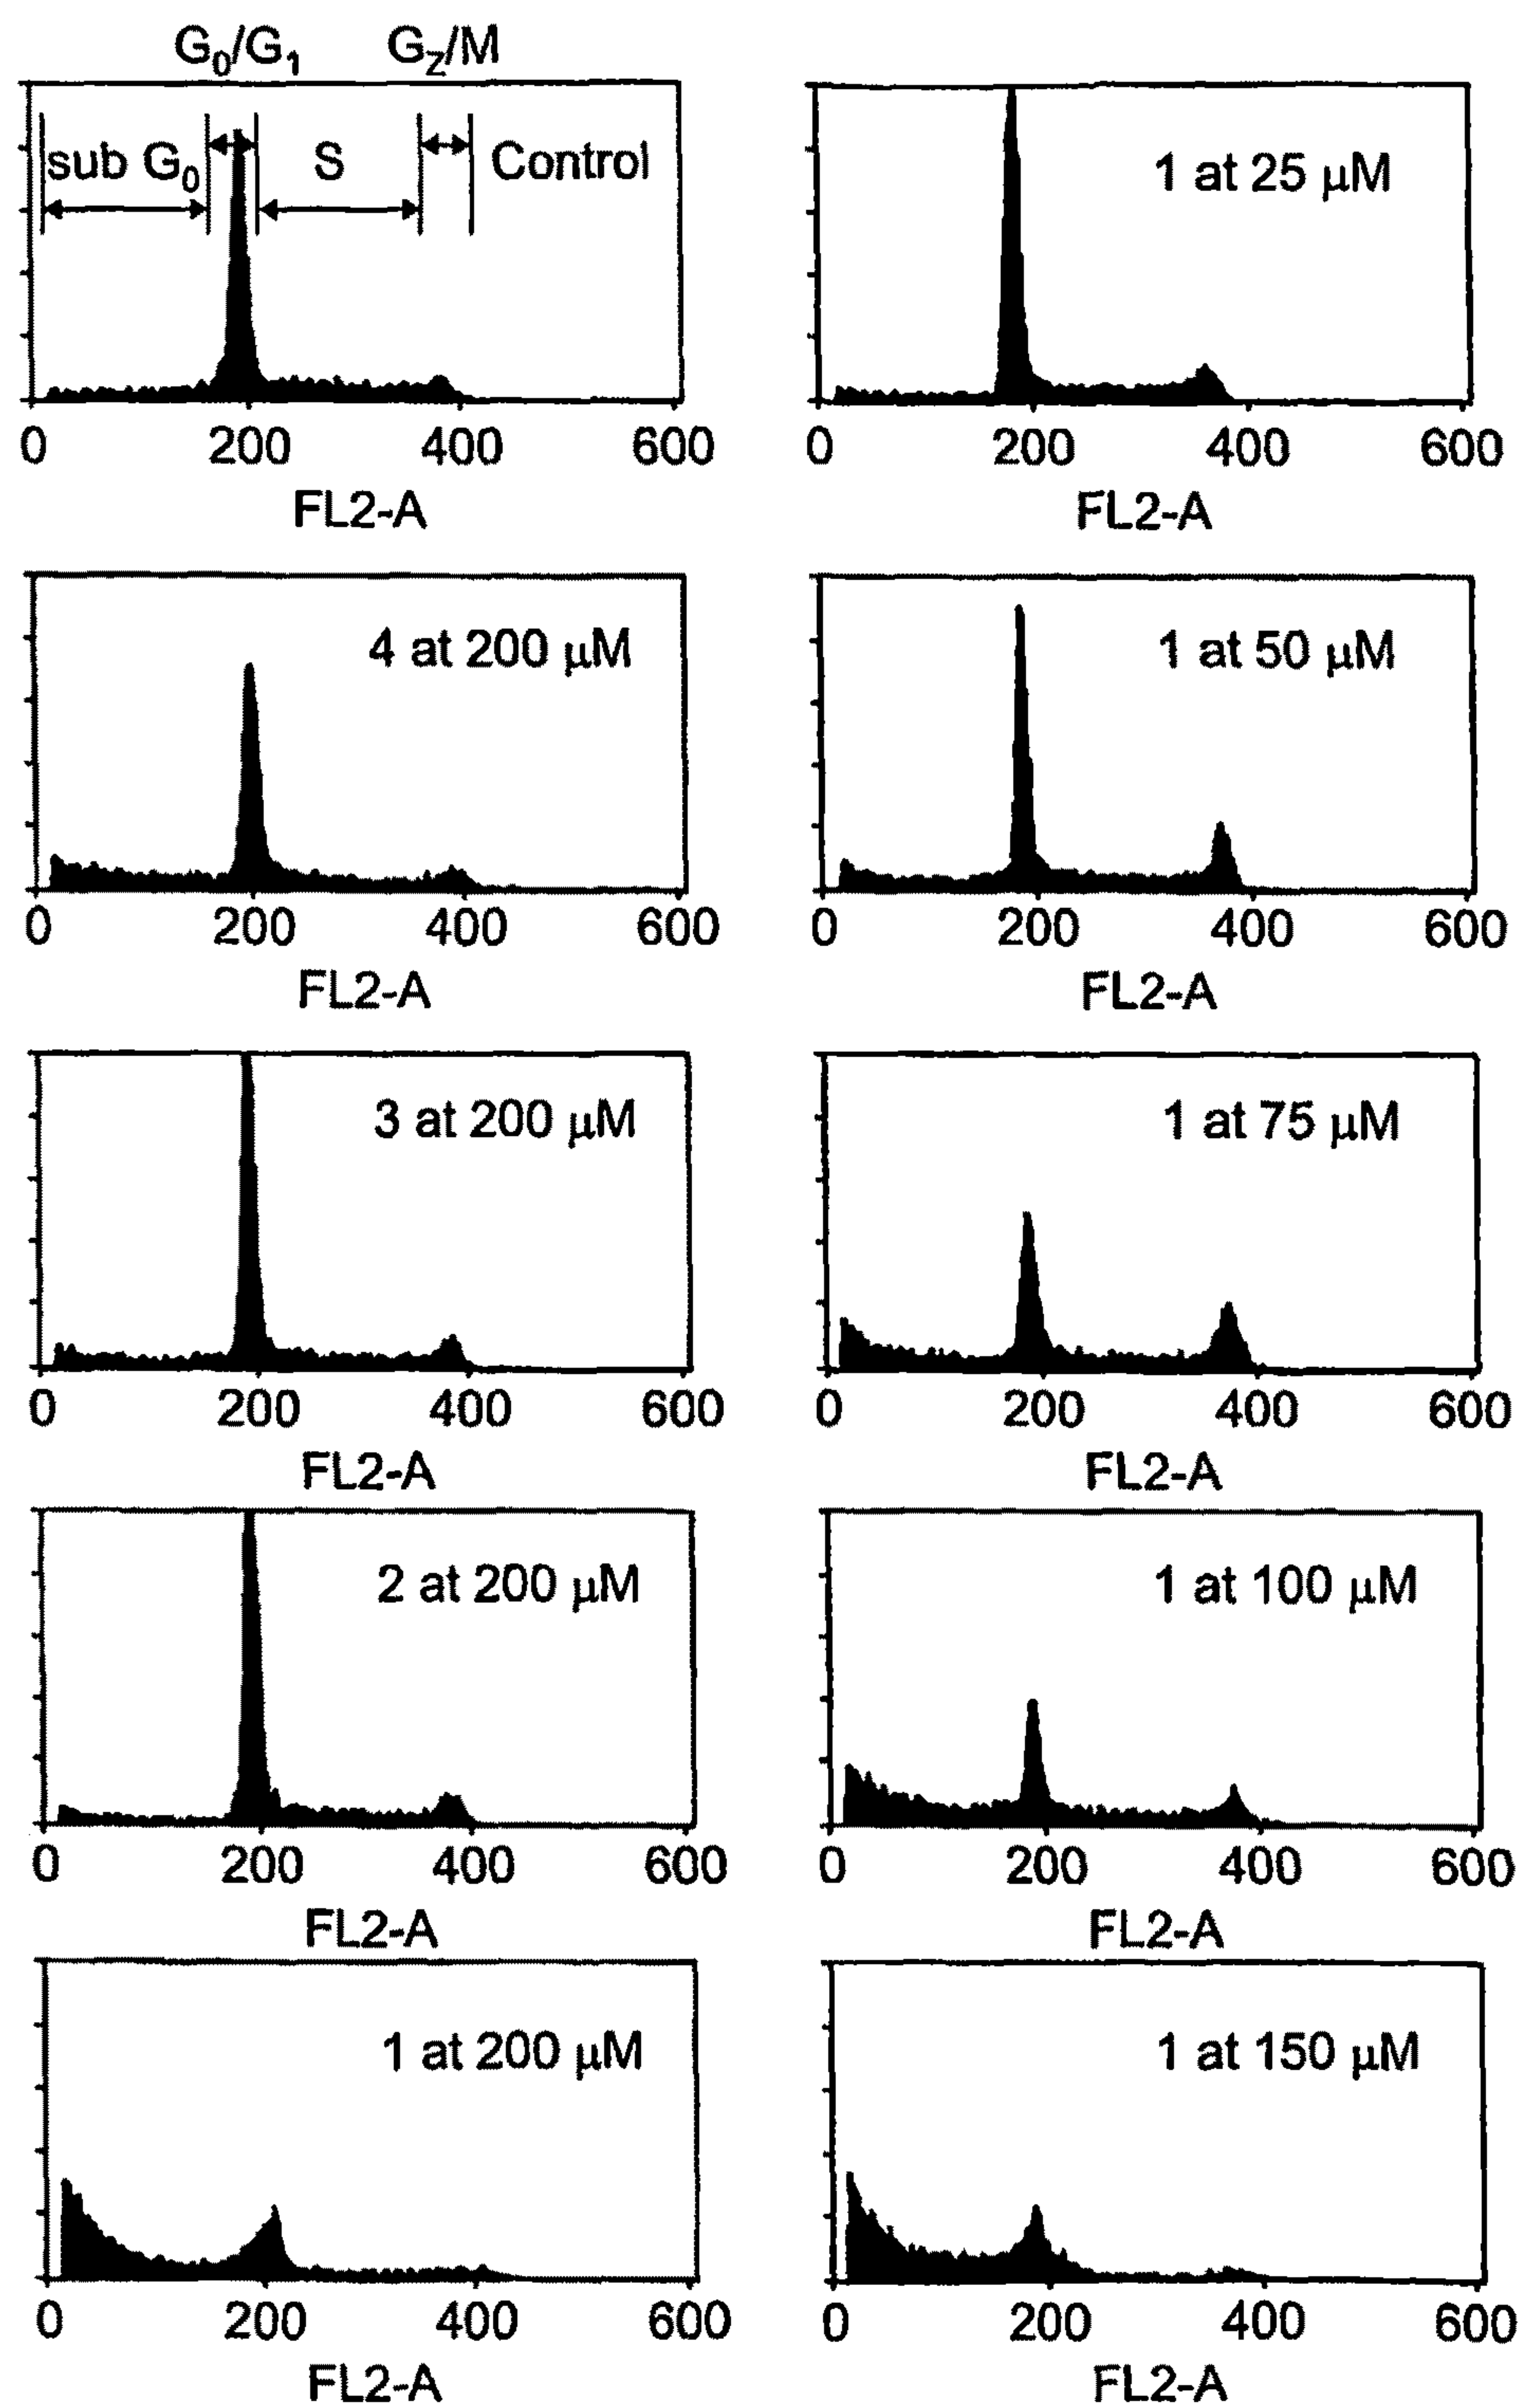 G₀/G₁ G_Z/M
sub G₀ S Control
0 200 400 600
FL2-A
1 at 25 μM
0 200 400 600
FL2-A
4 at 200 μM
0 200 400 600
FL2-A
1 at 50 μM
0 200 400 600
FL2-A
3 at 200 μM
0 200 400 600
FL2-A
1 at 75 μM
0 200 400 600
FL2-A
2 at 200 μM
0 200 400 600
FL2-A
1 at 100 μM
0 200 400 600
FL2-A
1 at 200 μM
0 200 400 600
FL2-A
1 at 150 μM
0 200 400 600
FL2-A